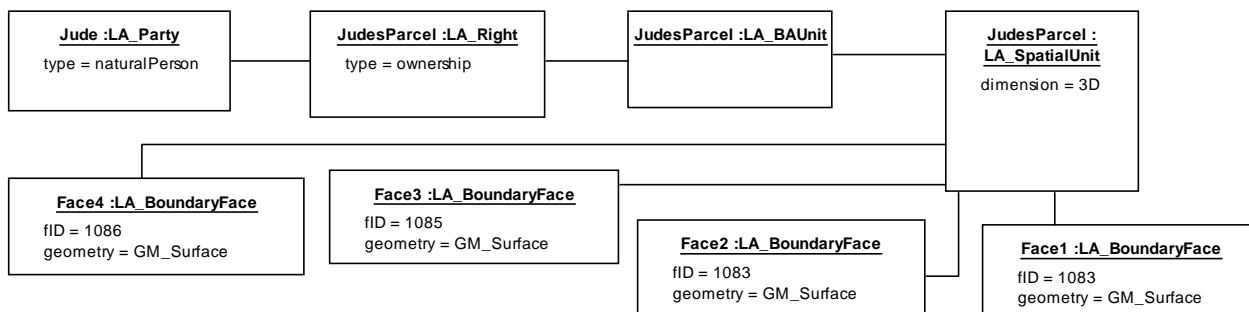 Jude :LA_Party
type = naturalPerson
JudesParcel :LA_Right
type = ownership
JudesParcel :LA_BAUnit
JudesParcel :
LA_SpatialUnit
dimension = 3D
Face4 :LA_BoundaryFace
fID = 1086
geometry = GM_Surface
Face3 :LA_BoundaryFace
fID = 1085
geometry = GM_Surface
Face2 :LA_BoundaryFace
fID = 1083
geometry = GM_Surface
Face1 :LA_BoundaryFace
fID = 1083
geometry = GM_Surface